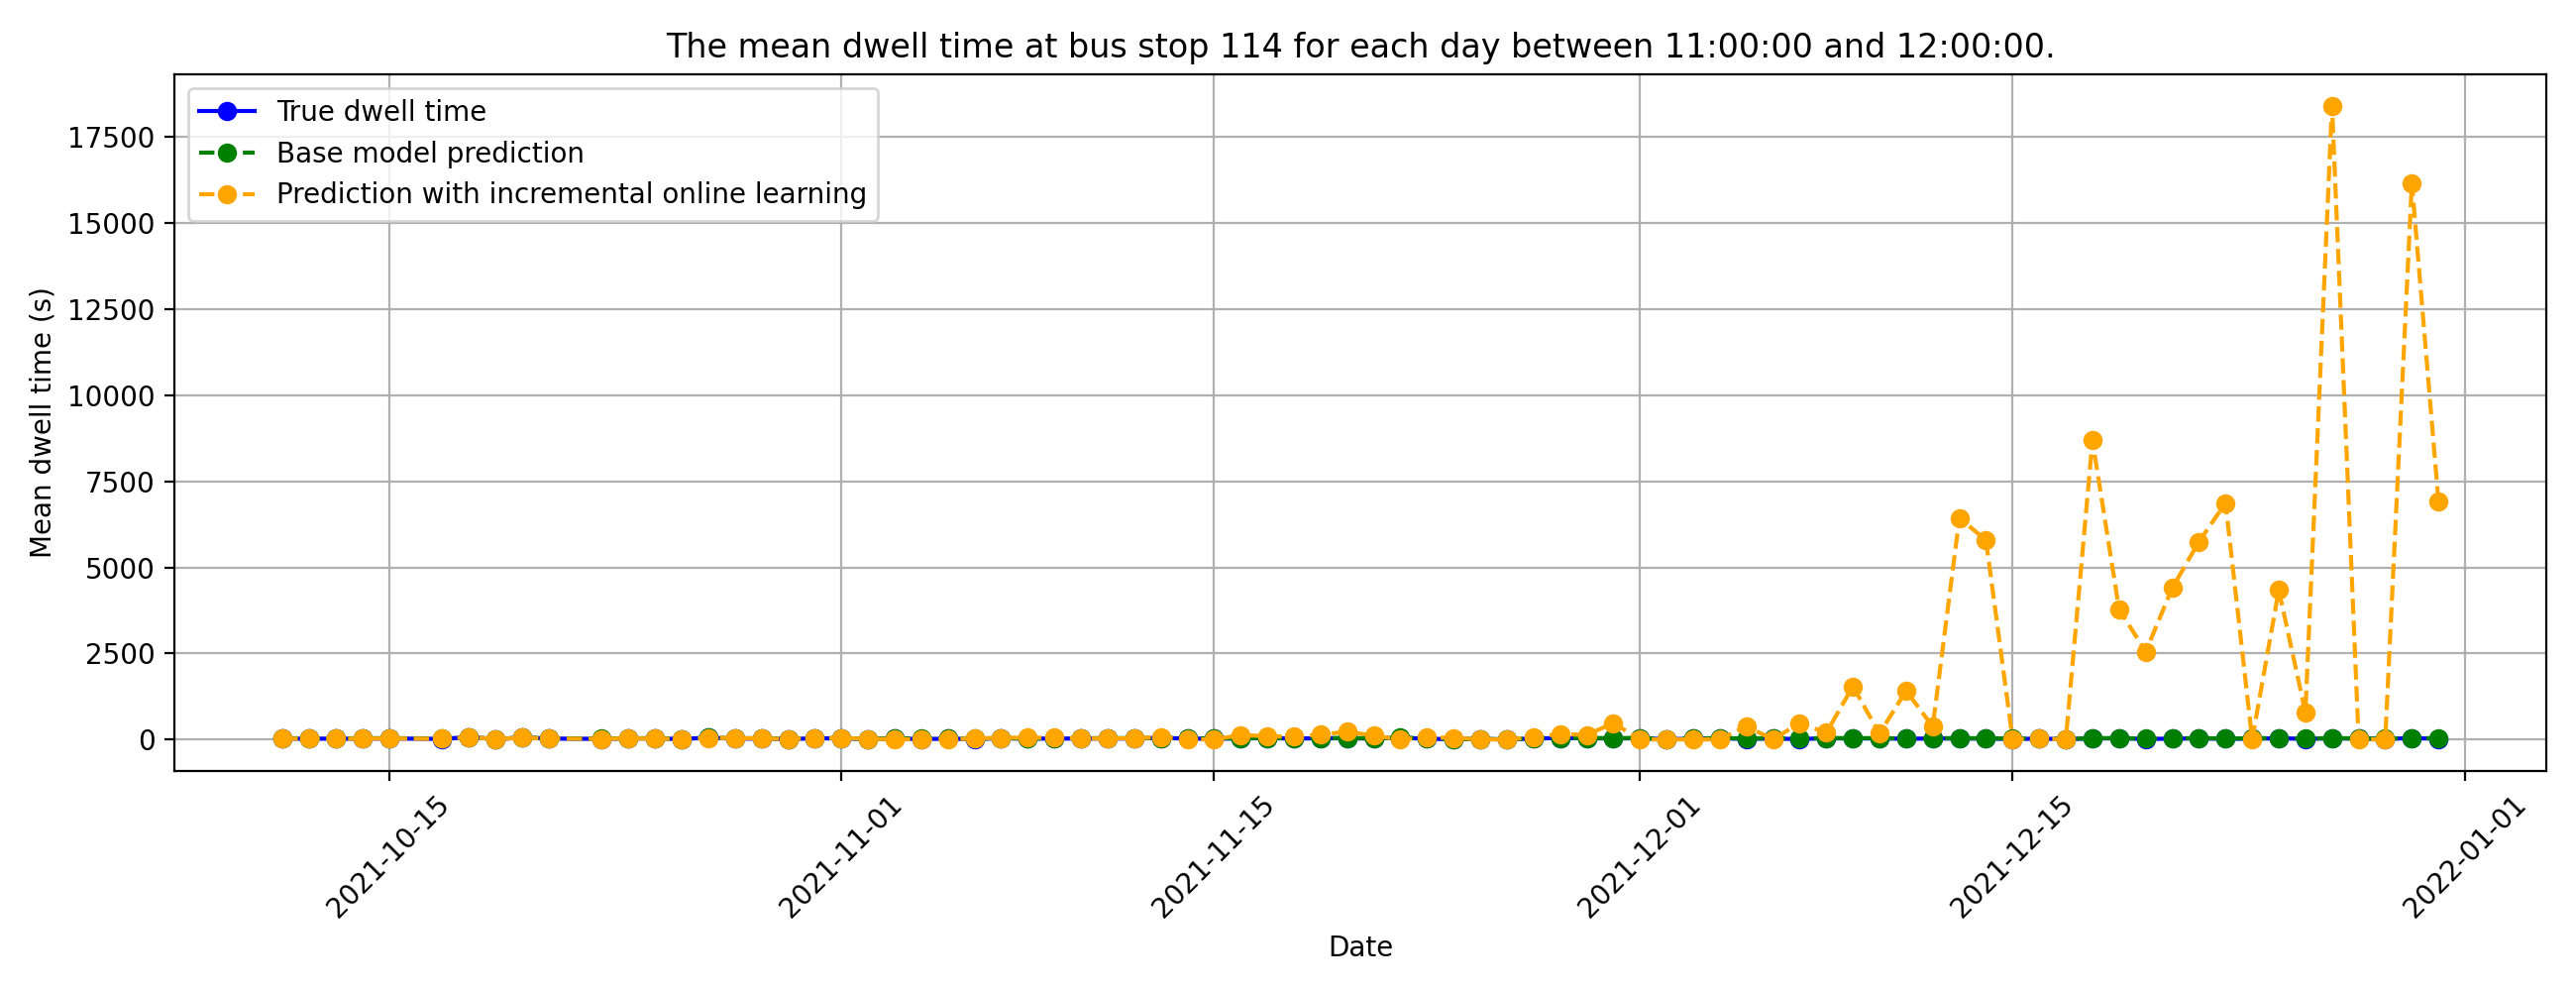 The mean dwell time at bus stop 114 for each day between 11:00:00 and 12:00:00.
True dwell time
Base model prediction
Prediction with incremental online learning
Mean dwell time (s)
17500
15000
12500
10000
7500
5000
2500
0
2021-10-15
2021-11-01
2021-11-15
2021-12-01
2021-12-15
2022-01-01
Date